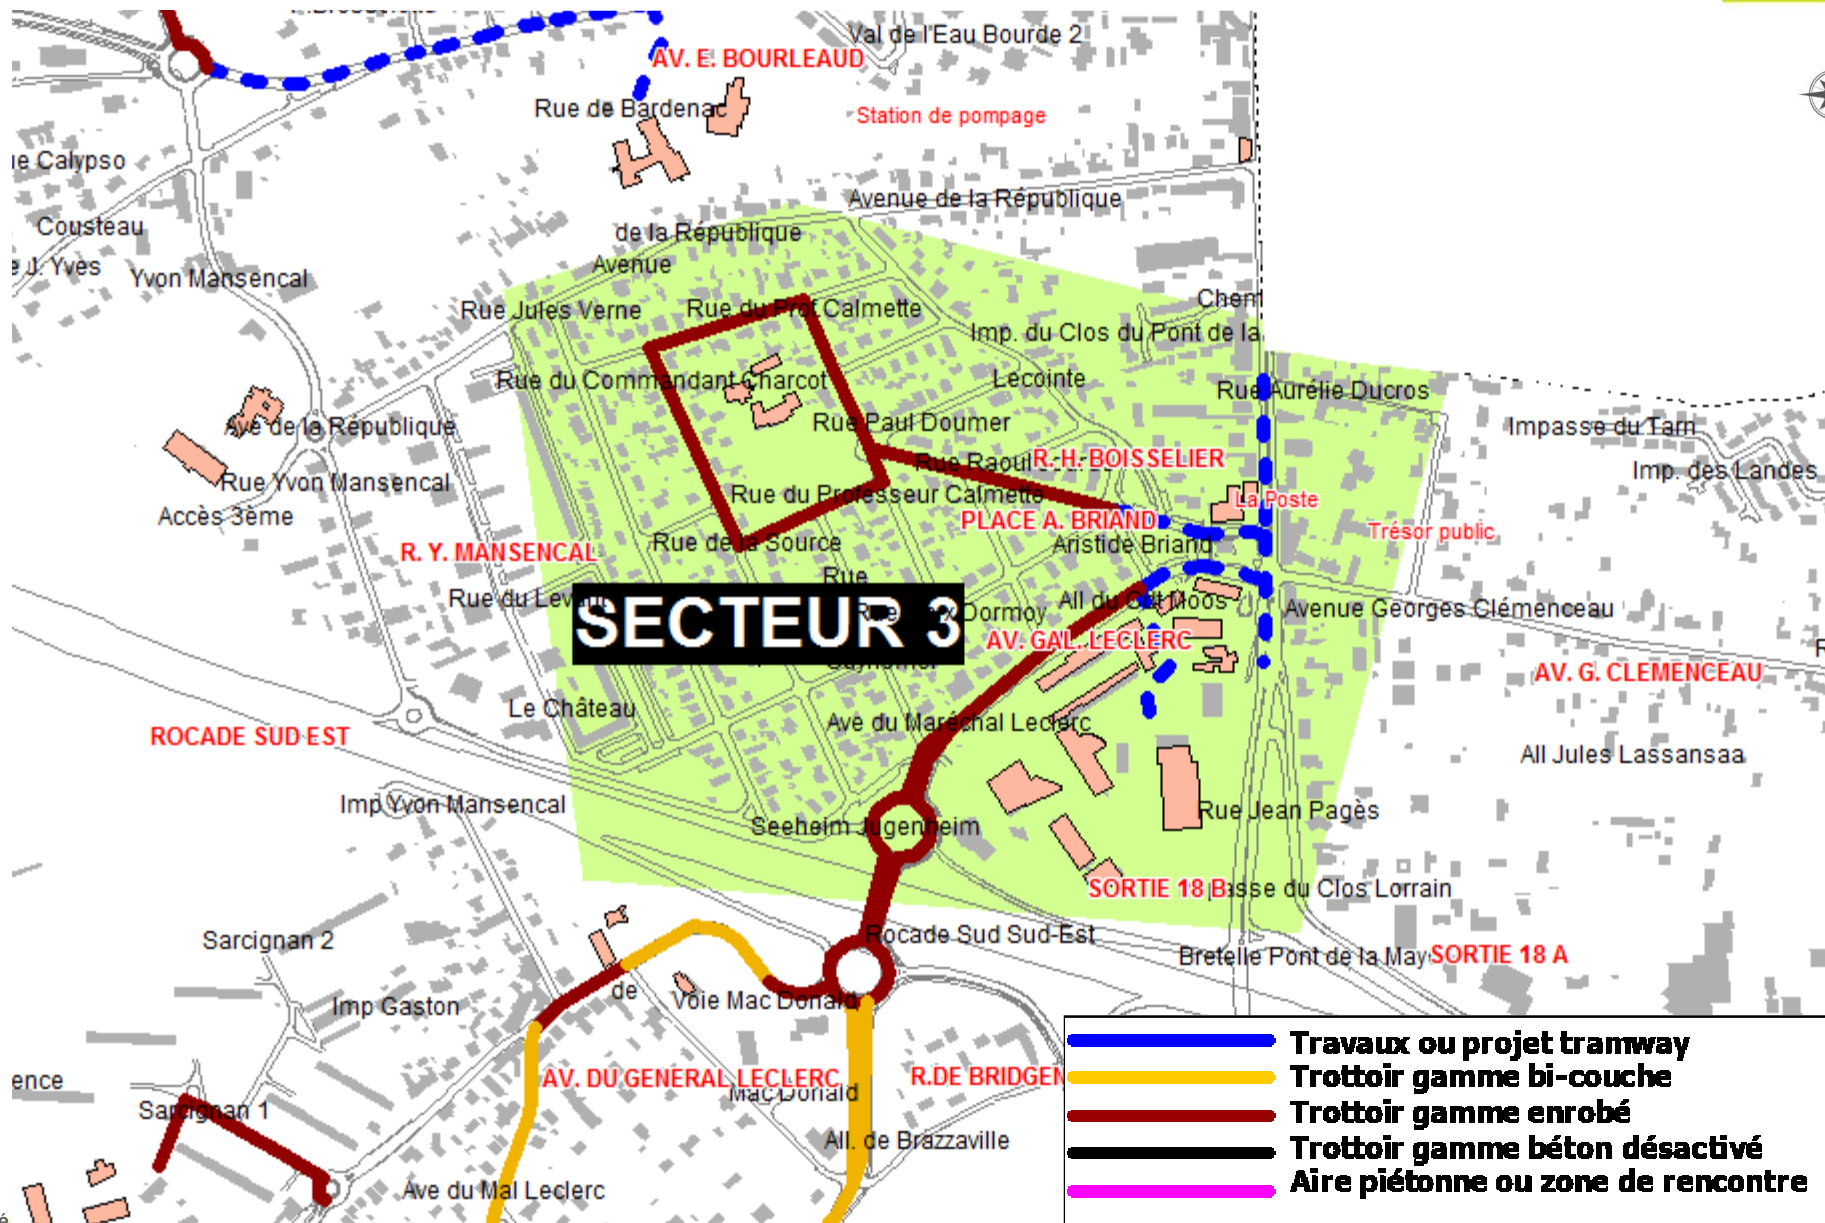 Val de l'Eau Bourde 2
AV. E. BOURLEAUD
Rue de Bardenac
Station de pompage
ue Calypso
Avenue de la République
Cousteau
de la République
e J. Yves
Avenue
Yvon Mansencal
Chem
Rue Jules Verne
Rue du Prof Calmette
Imp. du Clos du Pont de la
Rue du Commandant Charcot
Lecointe
Rue Aurélie Ducros
Ave de la République
Rue Paul Doumer
Impasse du Tarn
Rue Raoul
R. H. BOISSELIER
Imp. des Landes
Rue Yvon Mansencal
Rue du Professeur Calmette
La Poste
Accès 3ème
PLACE A. BRIAND
Trésor public
R. Y. MANSENCAL
Rue de la Source
Aristide Briand
Rue
Rue du Levant
SECTEUR 3
Dormoy
All du Cdt Moos
Avenue Georges Clémenceau
AV. GAL. LECLERC
AV. G. CLEMENCEAU
Le Château
Ave du Maréchal Leclerc
ROCADE SUD EST
All Jules Lassansaa
Imp Yvon Mansencal
Rue Jean Pagès
Seeheim Jugenheim
SORTIE 18 B
passe du Clos Lorrain
Sarcignan 2
Rocade Sud Sud-Est
Bretelle Pont de la Maye
SORTIE 18 A
de
Voie Mac Donald
Imp Gaston
ence
AV. DU GENERAL LECLERC
R.DE BRIDGEN
Mac Donald
Sarcignan 1
All. de Brazzaville
Ave du Mal Leclerc
Travaux ou projet tramway
Trottoir gamme bi-couche
Trottoir gamme enrobé
Trottoir gamme béton désactivé
Aire piétonne ou zone de rencontre